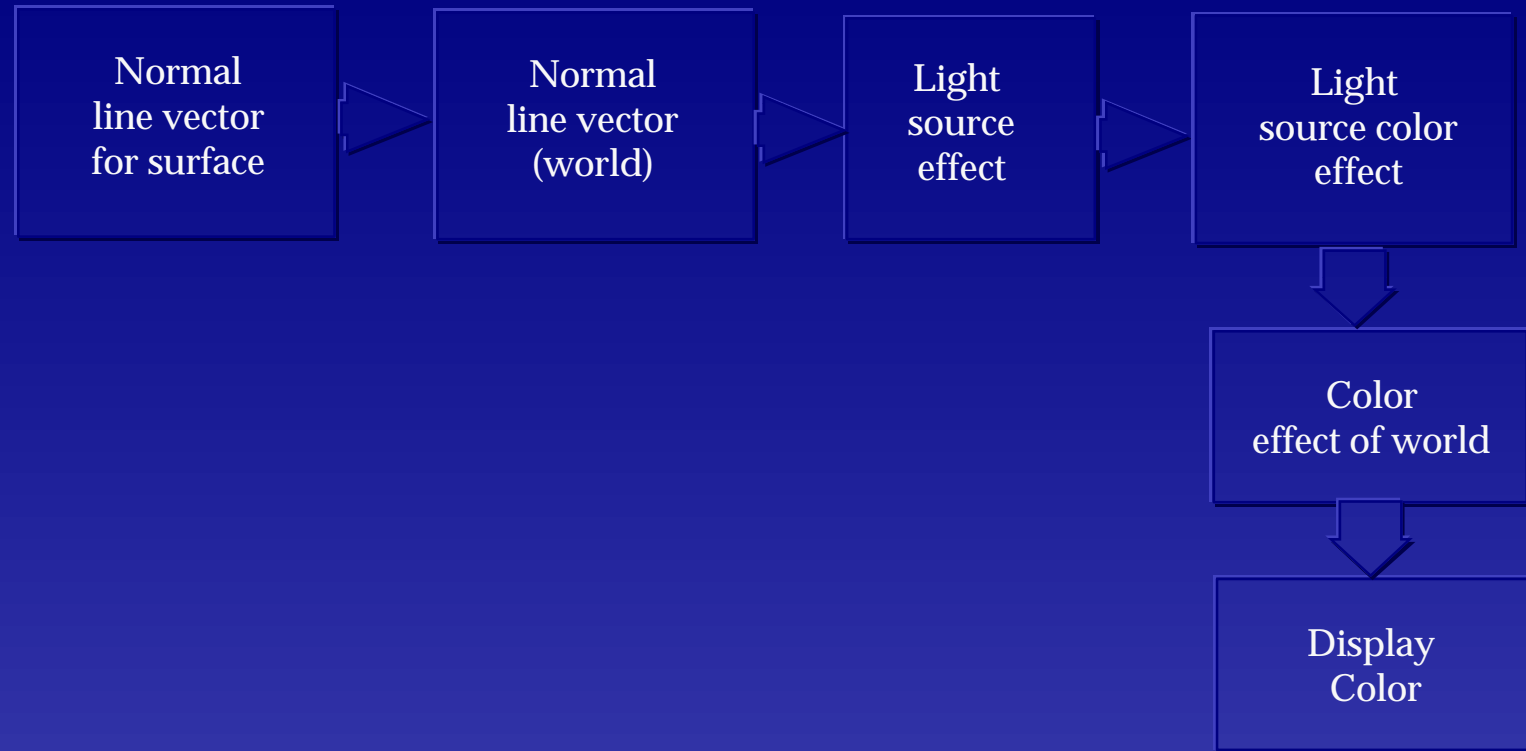 Normal
line vector
for surface
Normal
line vector
(world)
Light
source
effect
Light
source color
effect
Color
effect of world
Display
Color